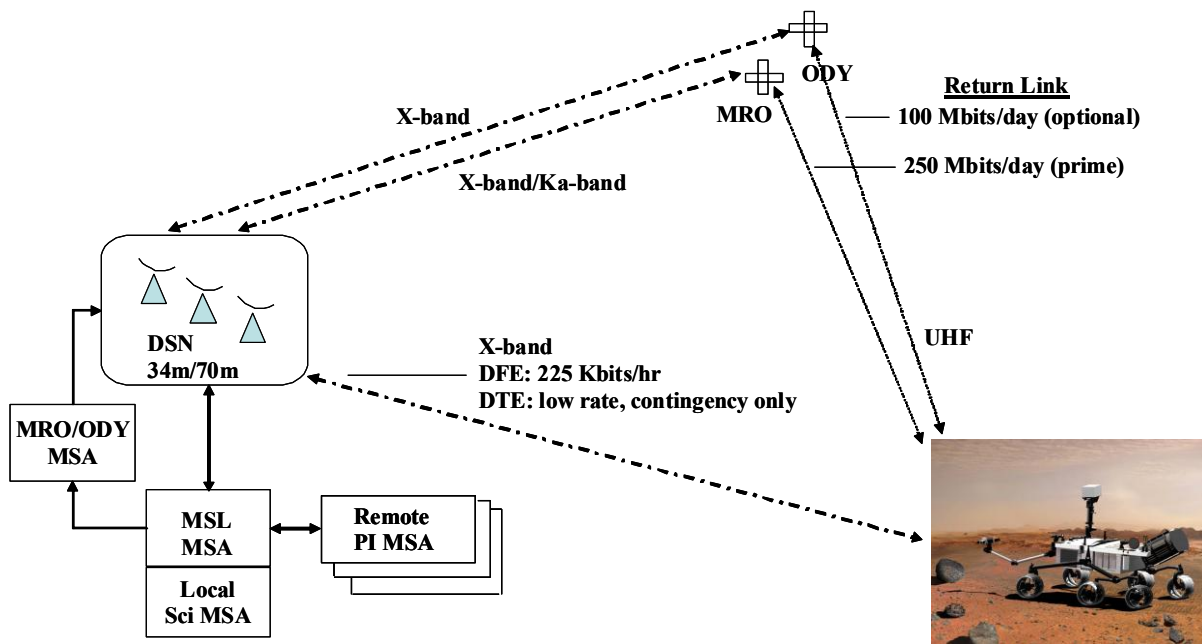 ODY
MRO
Return Link
100 Mbits/day (optional)
250 Mbits/day (prime)
X-band
X-band/Ka-band
UHF
DSN
34m/70m
X-band
DFE: 225 Kbits/hr
DTE: low rate, contingency only
MRO/ODY
MSA
MSL
MSA
Local
Sci MSA
Remote
PI MSA